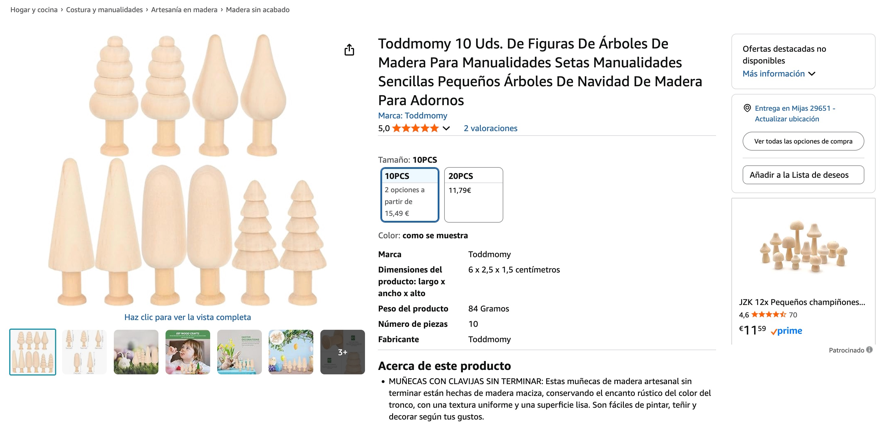 Hogar y cocina › Costura y manualidades › Artesanía en madera › Madera sin acabado
Haz clic para ver la vista completa
3+
Toddmomy 10 Uds. De Figuras De Árboles De
Madera Para Manualidades Setas Manualidades
Sencillas Pequeños Árboles De Navidad De Madera
Para Adornos
Marca: Toddmomy
5,0 2 valoraciones
Tamaño: 10PCS
10PCS
2 opciones a
partir de
15,49 €
20PCS
11,79€
Color: como se muestra
Marca Toddmomy
Dimensiones del 6 x 2,5 x 1,5 centímetros
producto: largo x
ancho x alto
Peso del producto 84 Gramos
Número de piezas 10
Fabricante Toddmomy
Acerca de este producto
• MUÑECAS CON CLAVIJAS SIN TERMINAR: Estas muñecas de madera artesanal sin
terminar están hechas de madera maciza, conservando el encanto rústico del color del
tronco, con una textura uniforme y una superficie lisa. Son fáciles de pintar, teñir y
decorar según tus gustos.
Ofertas destacadas no
disponibles
Más información
Entrega en Mijas 29651 -
Actualizar ubicación
Ver todas las opciones de compra
Añadir a la Lista de deseos
JZK 12x Pequeños champiñones...
4,6 70
€11 59 prime
Patrocinado